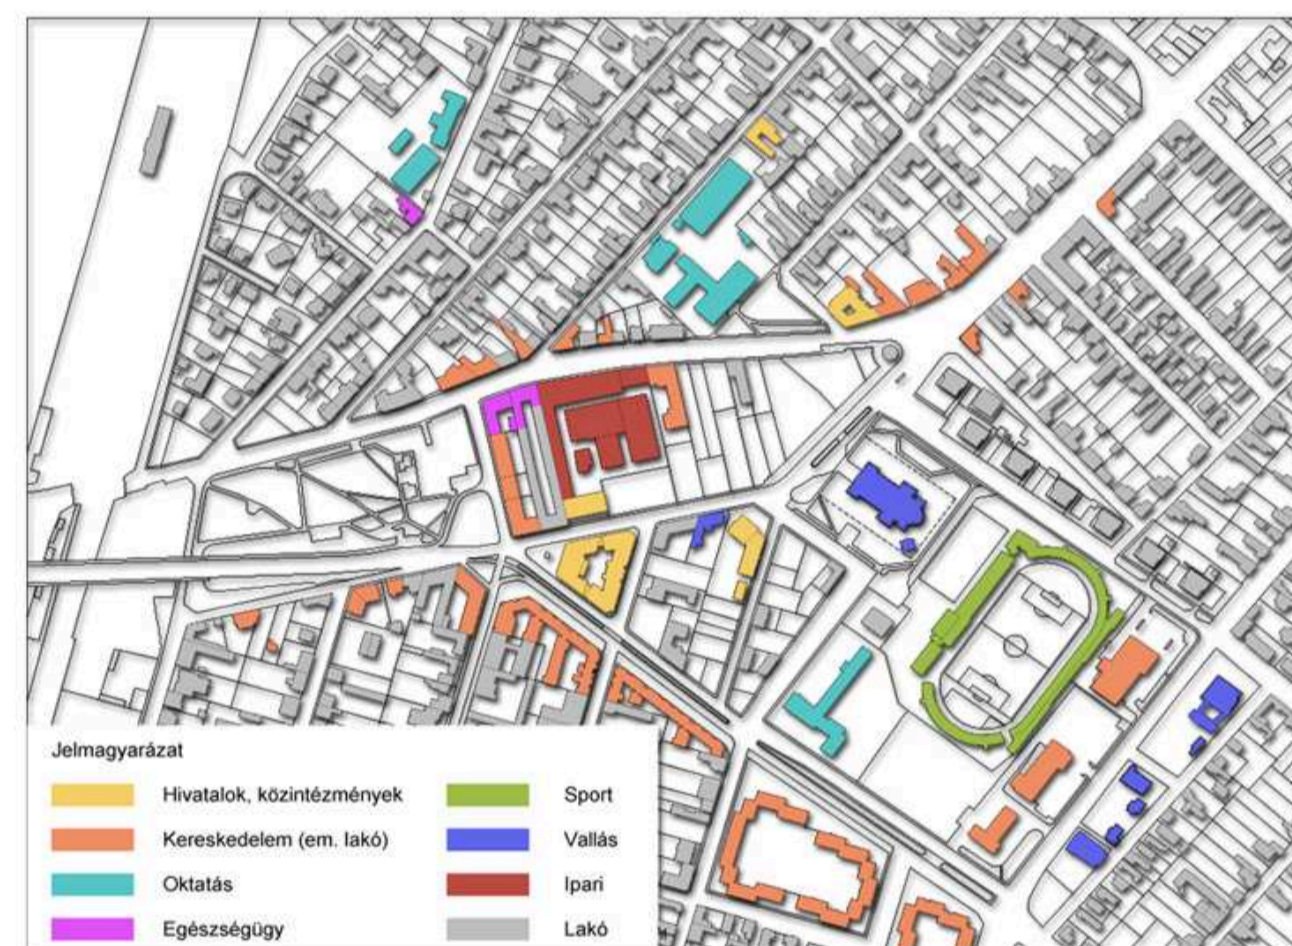 Jelmagyarázat
Hivatalok, közintézmények
Kereskedelem (em. lakó)
Oktatás
Egészségügy
Sport
Vallás
Ipari
Lakó